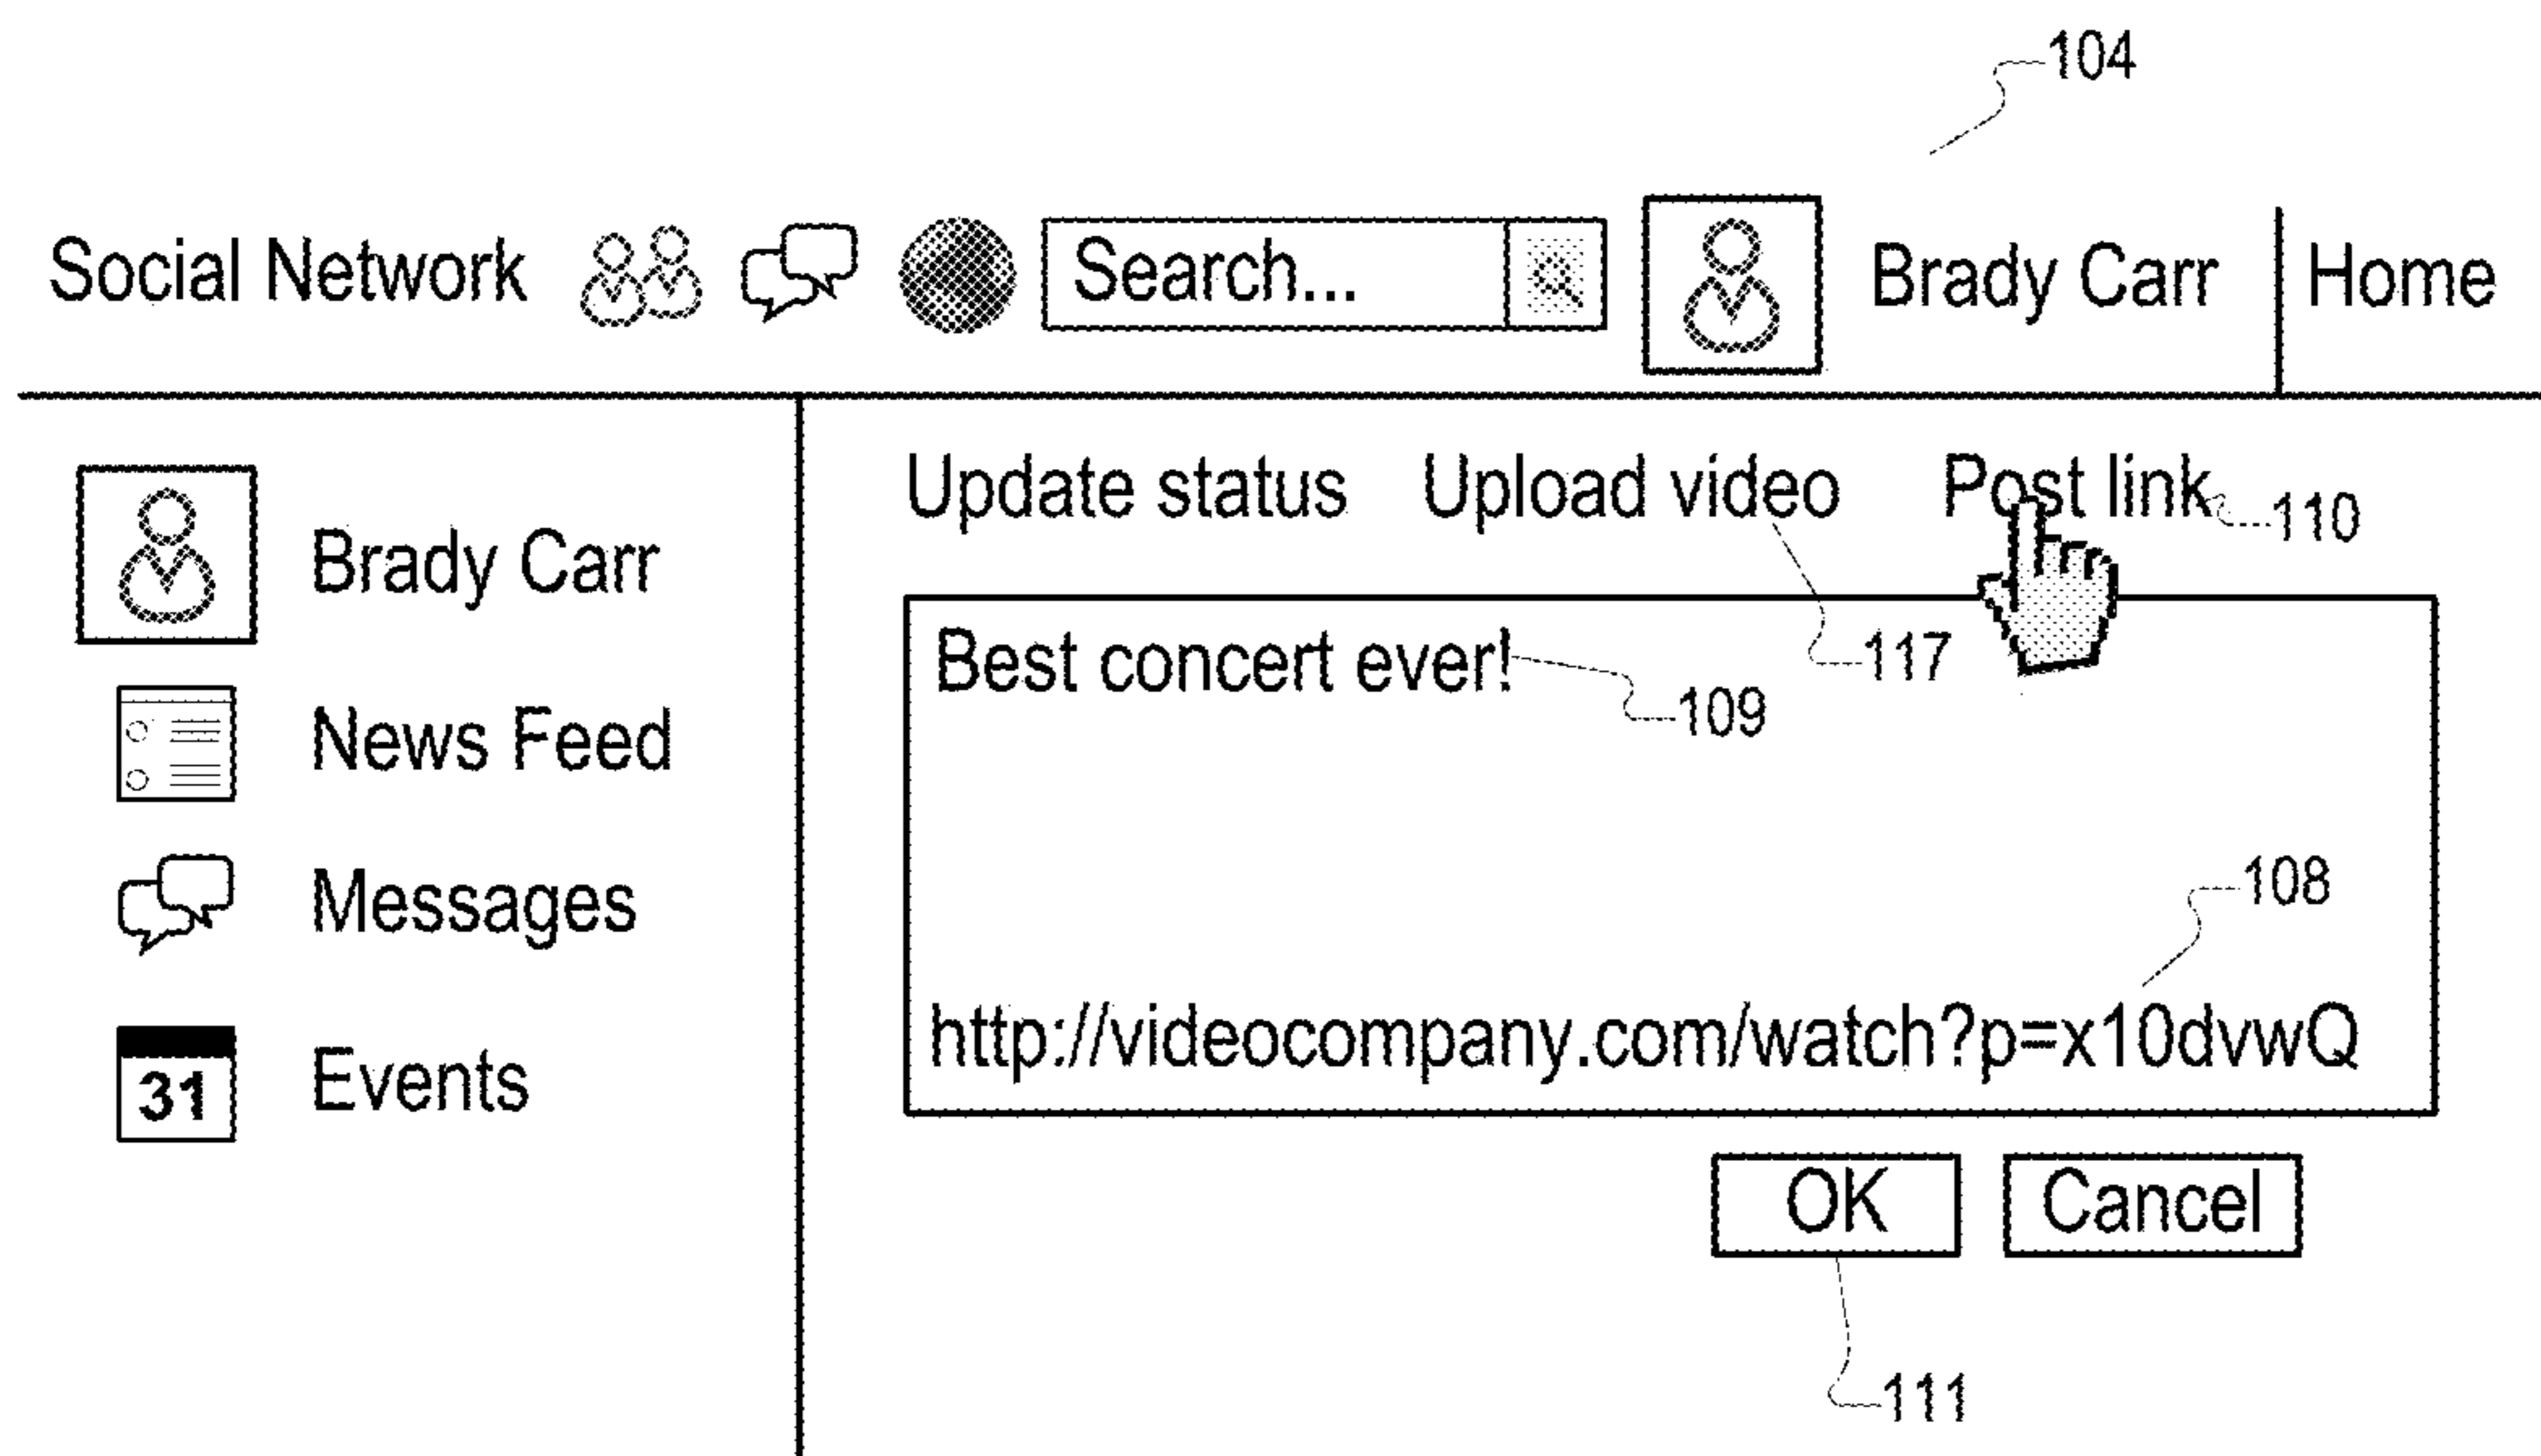 104
Social Network Search... Brady Carr Home
Brady Carr
News Feed
Messages
31 Events
Update status Upload video Post link 110
Best concert ever! 117
109
108
http://videocompany.com/watch?p=x10dvwQ
OK Cancel
111